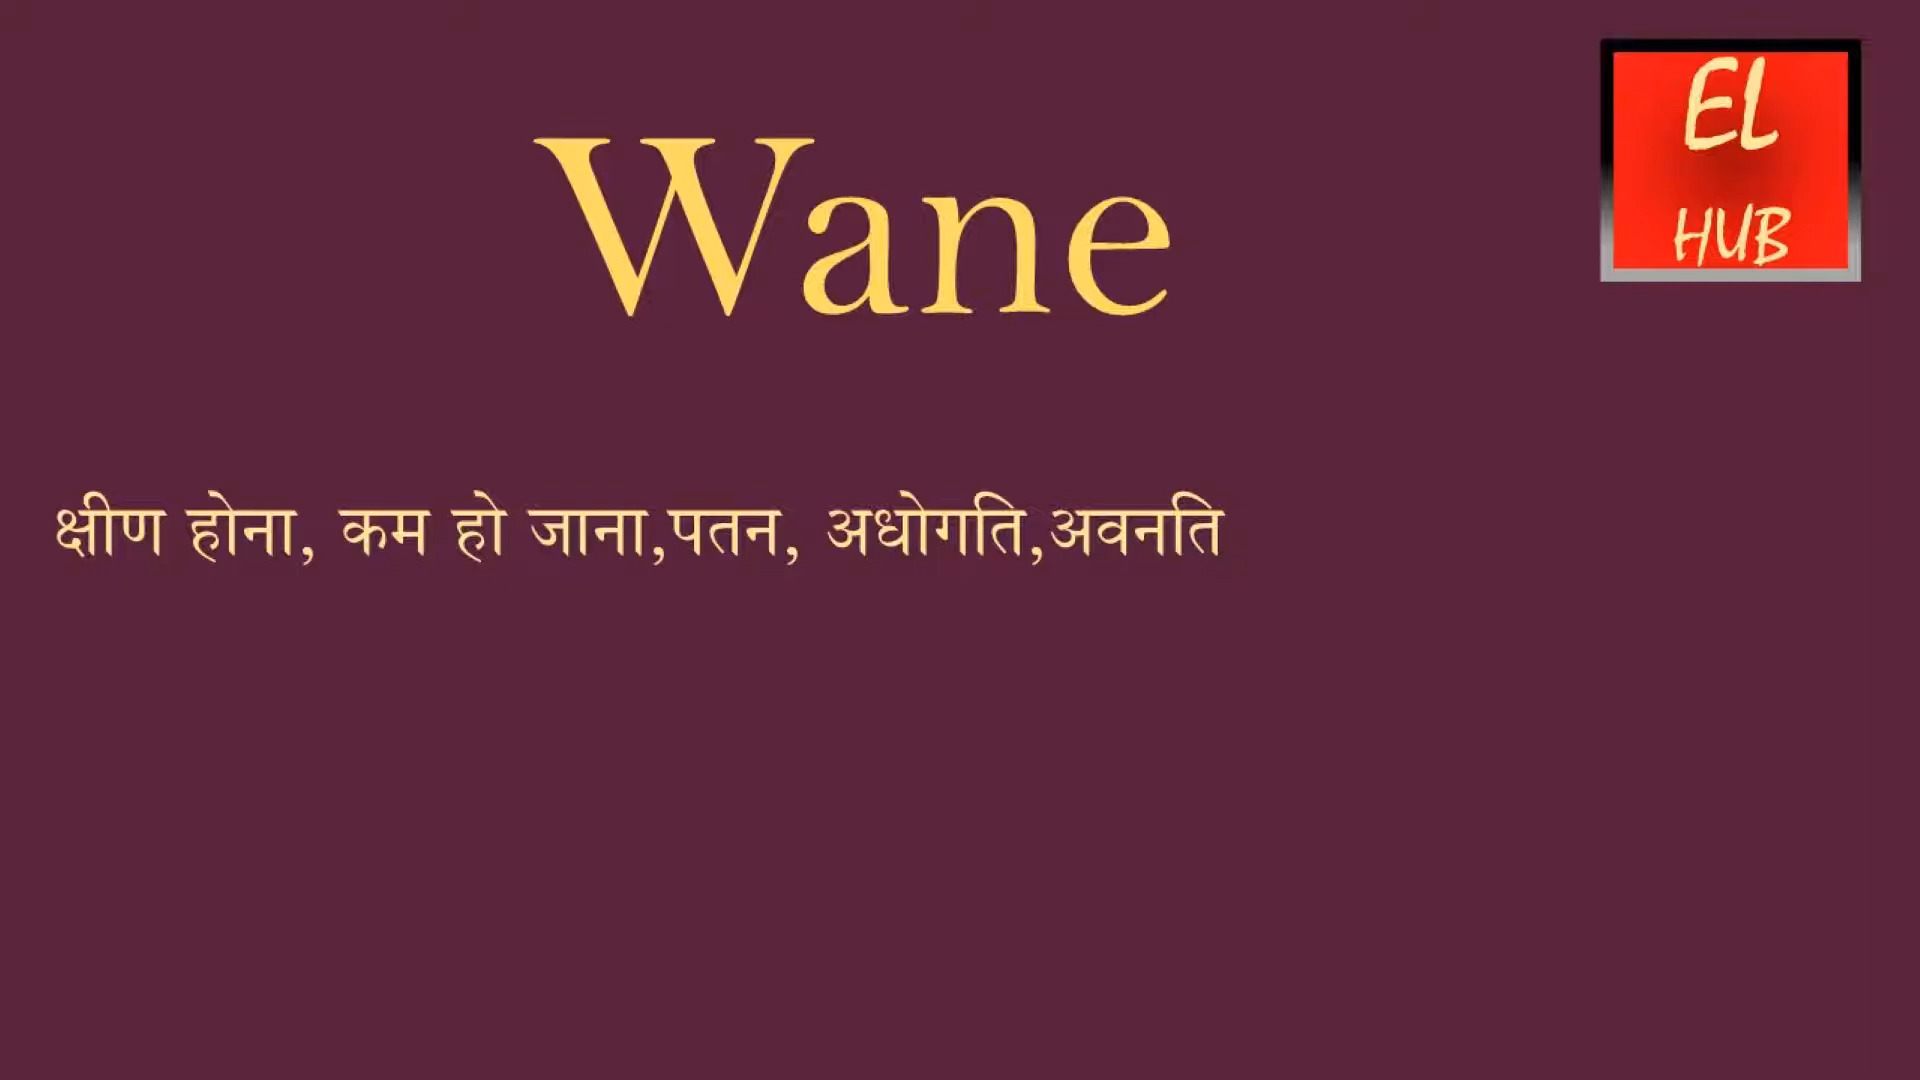 Wane
EL
HUB
क्षीण होना, कम हो जाना,पतन, अधोगति,अवनति